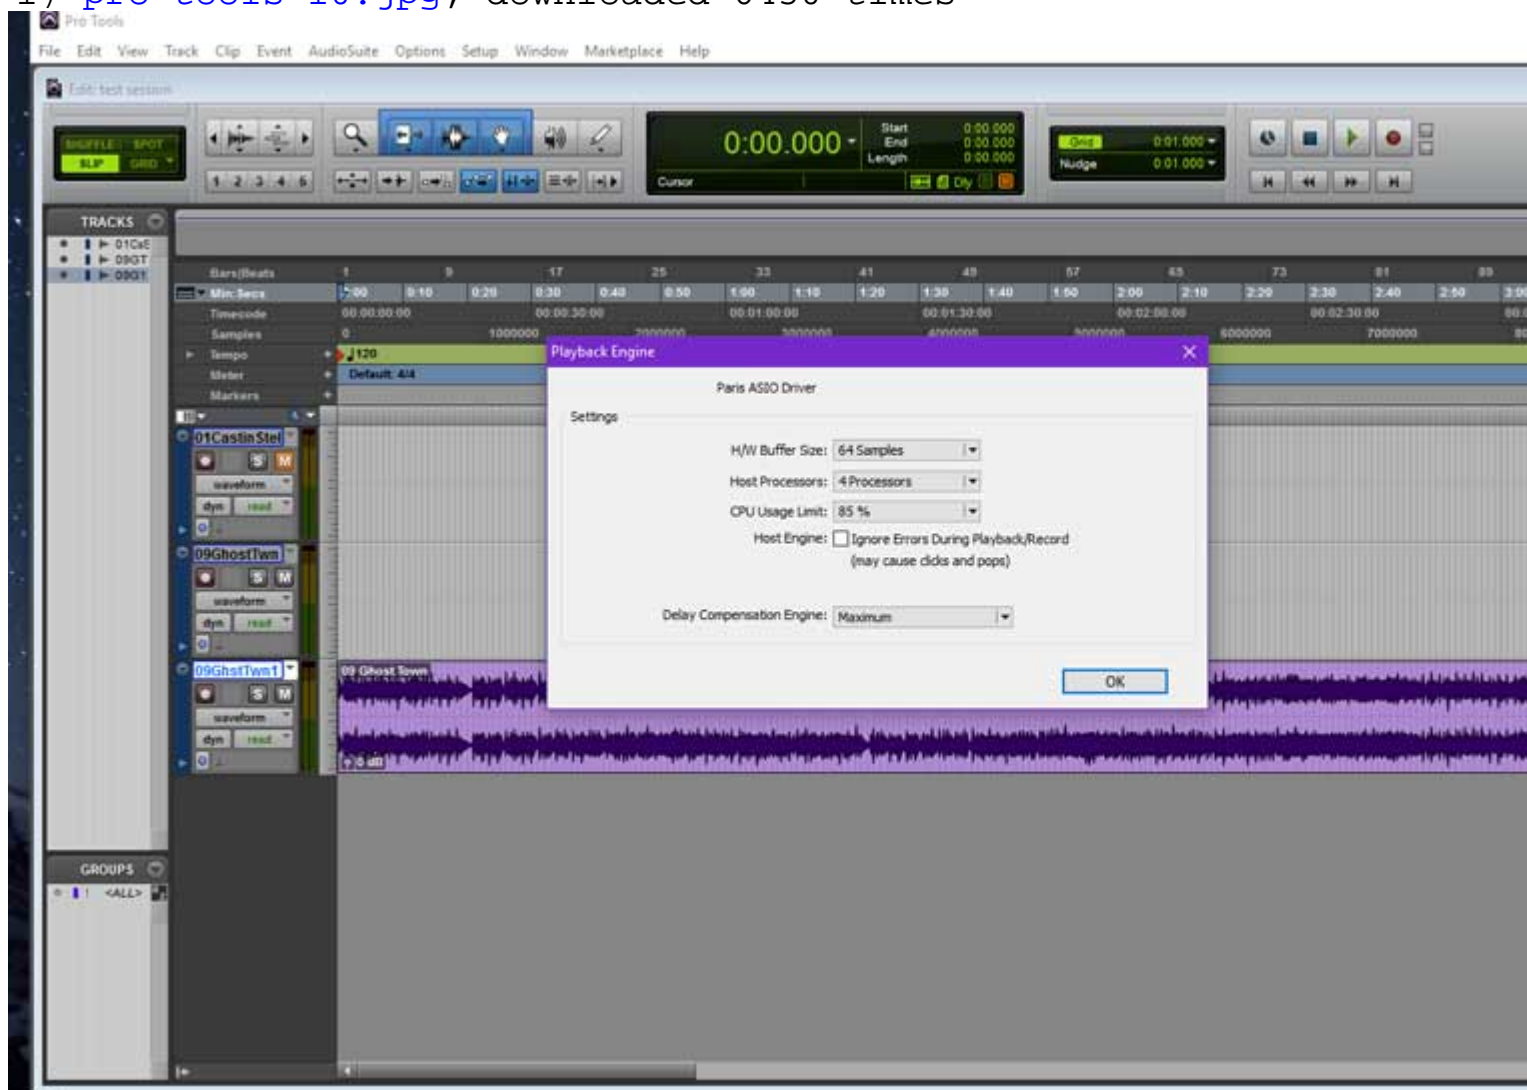 Pro Tools
File Edit View Track Clip Event AudioSuite Options Setup Window Marketplace Help
Edit: test session
SHUFFLE SPOT
SLIP GRID
1 2 3 4 5
0:00.000
Start 0:00.000
End 0:00.000
Length 0:00.000
Cursor
Dly
Grid 0:01.000
Nudge 0:01.000
TRACKS
01CaS
09GT
09GT
Bars|Beats 1 9 17 25 33 41 49 57 65 73 81 89
Min:Secs 0:00 0:10 0:20 0:30 0:40 0:50 1:00 1:10 1:20 1:30 1:40 1:50 2:00 2:10 2:20 2:30 2:40 2:50 3:00
Timecode 00:00:00:00 00:00:30:00 00:01:00:00 00:01:30:00 00:02:00:00 00:02:30:00
Samples 0 1000000 2000000 3000000 4000000 5000000 6000000 7000000
Tempo 120
Meter Default: 4/4
Markers
Playback Engine
Paris ASIO Driver
Settings
H/W Buffer Size: 64 Samples
Host Processors: 4 Processors
CPU Usage Limit: 85 %
Host Engine: Ignore Errors During Playback/Record
(may cause clicks and pops)
Delay Compensation Engine: Maximum
OK
01CastinStel
S M
waveform
dyn read
09GhostTwn
S M
waveform
dyn read
09GhstTwn1
S M
waveform
dyn read
09 Ghost Town
0 dB
GROUPS
! <ALL>